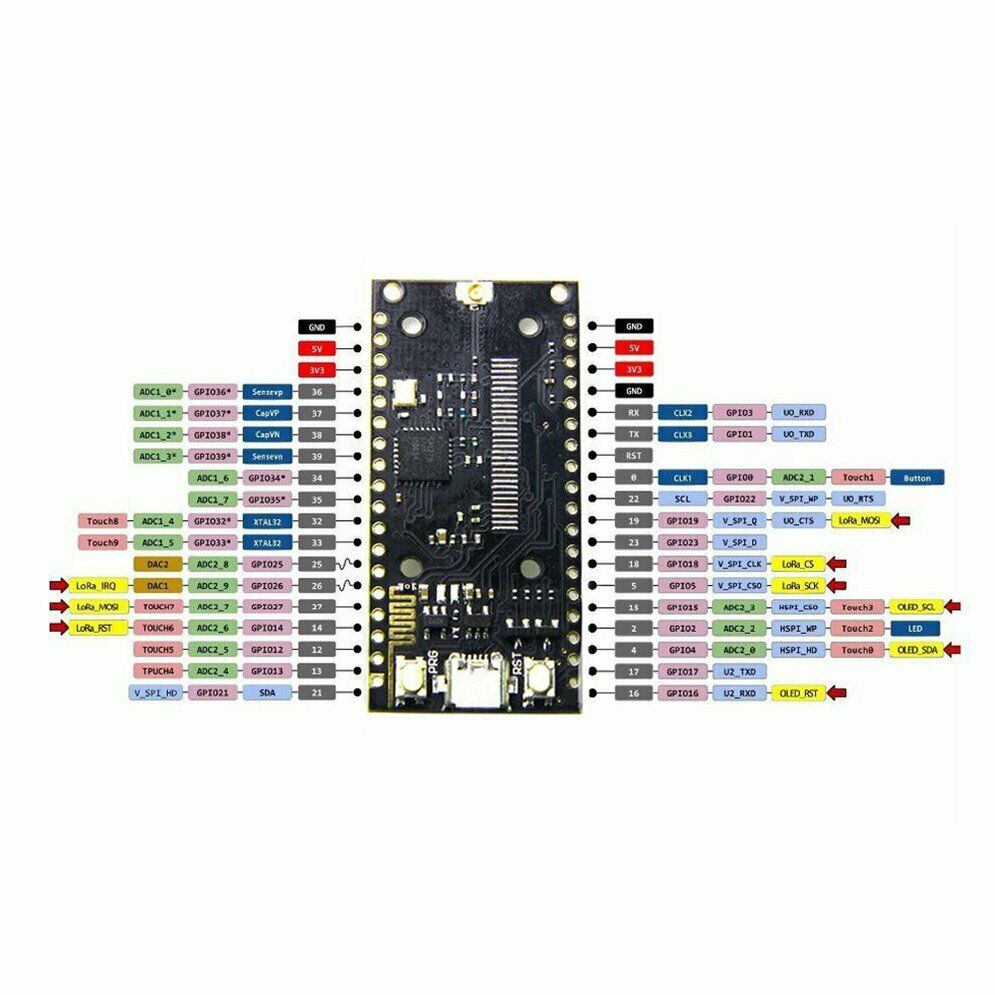 GND GND
5V 5V
3V3 3V3
ADC1_0* GPIO36* Sensevp 36 GND
ADC1_1* GPIO37* CapVP 37 RX CLX2 GPIO3 UO_RXD
ADC1_2* GPIO38* CapVN 38 TX CLX3 GPIO1 UO_TXD
ADC1_3* GPIO39* Sensevn 39 RST
ADC1_6 GPIO34* 34 0 CLK1 GPIO0 ADC2_1 Touch1 Button
ADC1_7 GPIO35* 35 22 SCL GPIO22 V_SPI_WP UO_RTS
Touch8 ADC1_4 GPIO32* XTAL32 32 19 GPIO19 V_SPI_Q UO_CTS LoRa_MOSI
Touch9 ADC1_5 GPIO33* XTAL32 33 23 GPIO23 V_SPI_D
DAC2 ADC2_8 GPIO25 25 18 GPIO18 V_SPI_CLK LoRa_CS
LoRa_IRQ DAC1 ADC2_9 GPIO26 26 5 GPIO5 V_SPI_CSO LoRa_SCK
LoRa_MOSI TOUCH7 ADC2_7 GPIO27 27 15 GPIO15 ADC2_3 HSPI_CSO Touch3 OLED_SCL
LoRa_RST TOUCH6 ADC2_6 GPIO14 14 2 GPIO2 ADC2_2 HSPI_WP Touch2 LED
TOUCH5 ADC2_5 GPIO12 12 4 GPIO4 ADC2_0 HSPI_HD Touch0 OLED_SDA
TPUCH4 ADC2_4 GPIO13 13 PRG RST 17 GPIO17 U2_TXD
V_SPI_HD GPIO21 SDA 21 16 GPIO16 U2_RXD OLED_RST